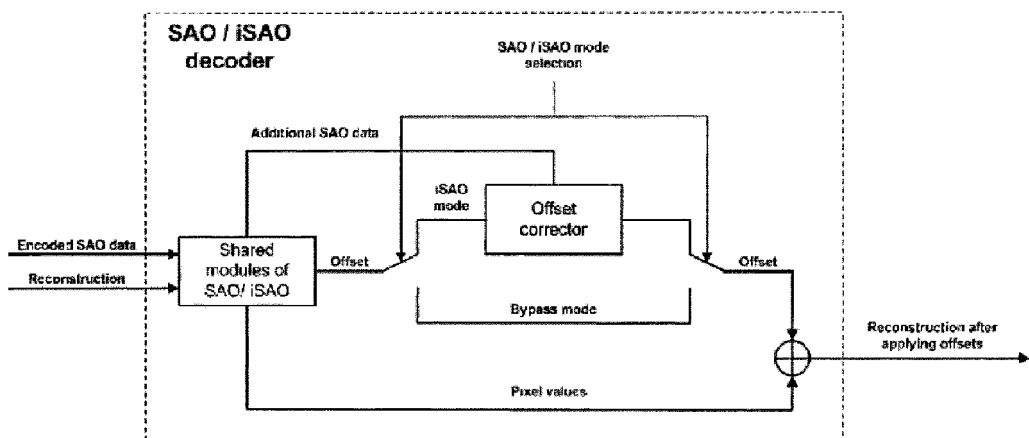 SAO / iSAO
decoder
SAO / iSAO mode
selection
Additional SAO data
iSAO
mode
Offset
corrector
Encoded SAO data
Reconstruction
Shared
modules of
SAO/ iSAO
Offset
Offset
Bypass mode
Reconstruction after
applying offsets
Pixel values